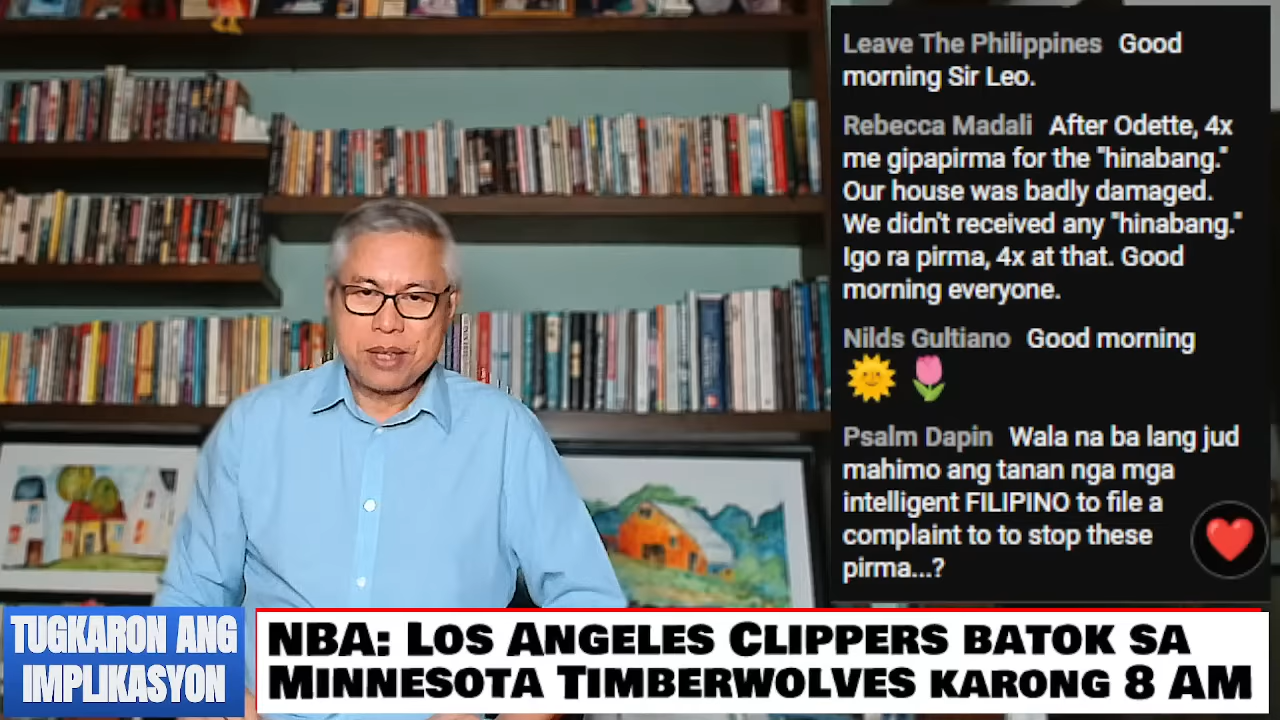 Leave The Philippines Good
morning Sir Leo.
Rebecca Madali After Odette, 4x
me gipapirma for the "hinabang."
Our house was badly damaged.
We didn't received any "hinabang."
Igo ra pirma, 4x at that. Good
morning everyone.
Nilds Gultiano Good morning
Psalm Dapin Wala na ba lang jud
mahimo ang tanan nga mga
intelligent FILIPINO to file a
complaint to to stop these
pirma...?
TUGKARON ANG
IMPLIKASYON
NBA: LOS ANGELES CLIPPERS BATOK SA
MINNESOTA TIMBERWOLVES KARONG 8 AM